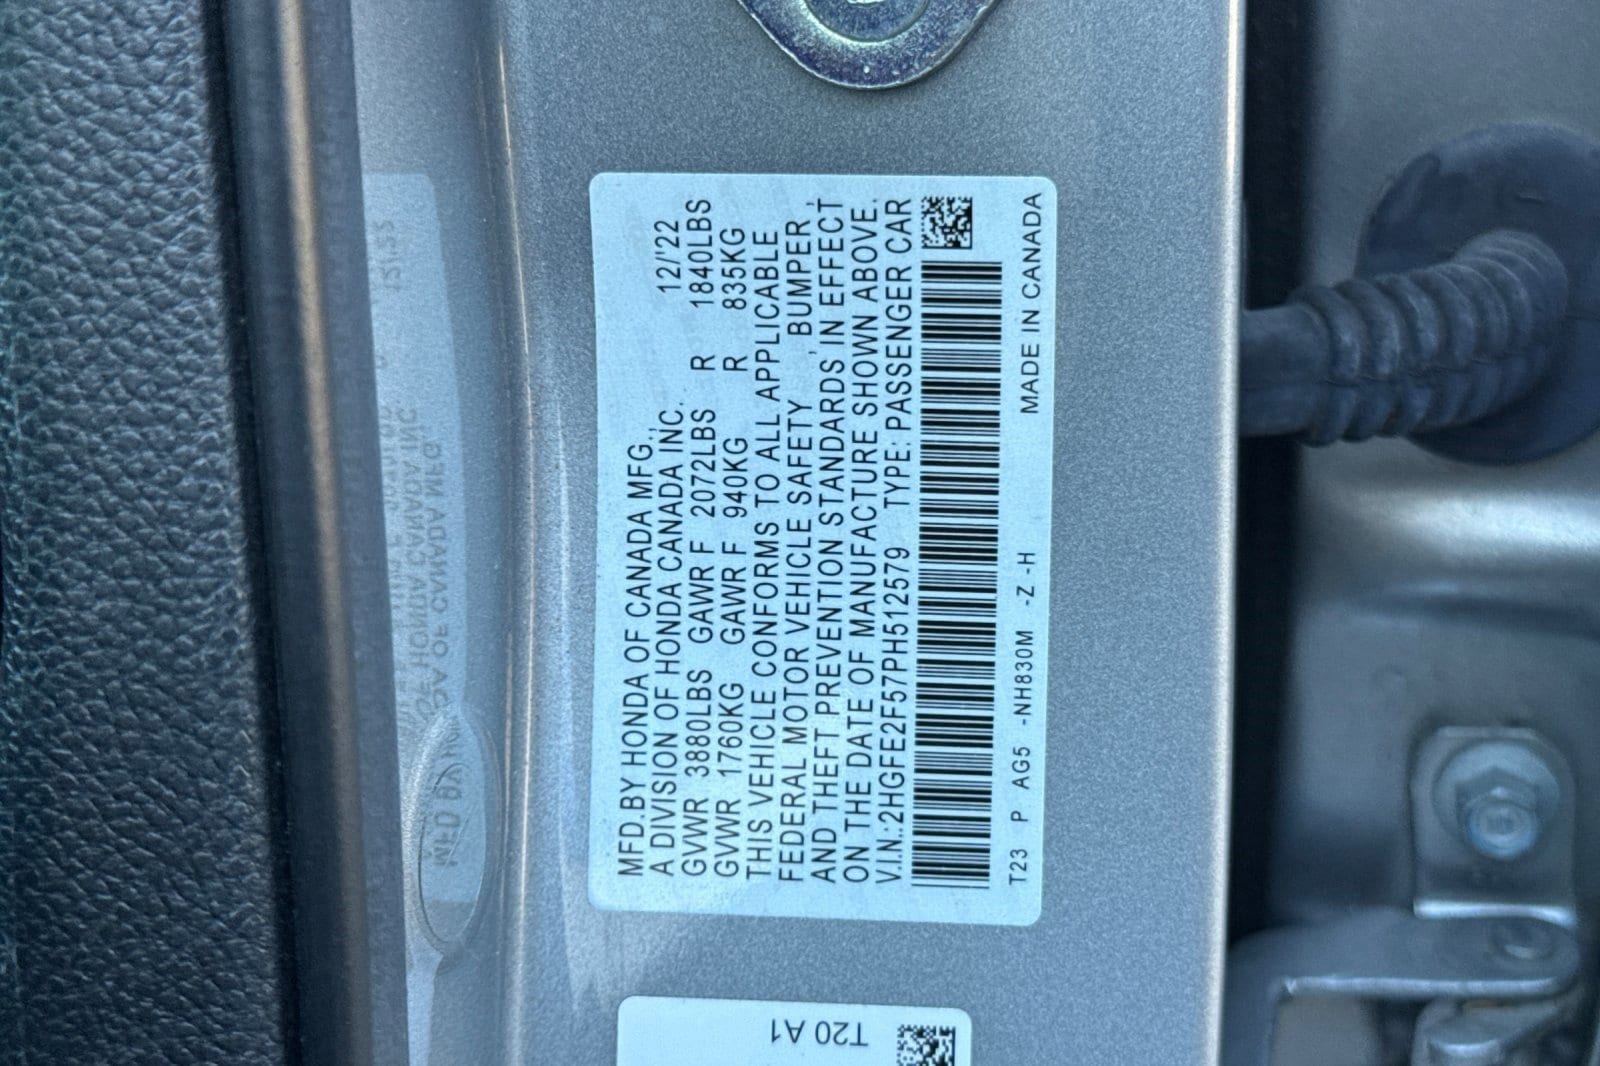 MFD.BY HONDA OF CANADA MFG.,
A DIVISION OF HONDA CANADA INC. 12/'22
GVWR 3880LBS GAWR F 2072LBS R 1840LBS
GVWR 1760KG GAWR F 940KG R 835KG
THIS VEHICLE CONFORMS TO ALL APPLICABLE
FEDERAL MOTOR VEHICLE SAFETY, BUMPER,
AND THEFT PREVENTION STANDARDS IN EFFECT
ON THE DATE OF MANUFACTURE SHOWN ABOVE.
V.I.N.:2HGFE2F57PH512579 TYPE: PASSENGER CAR
T23 P AG5 -NH830M -Z -H MADE IN CANADA
T20 A1